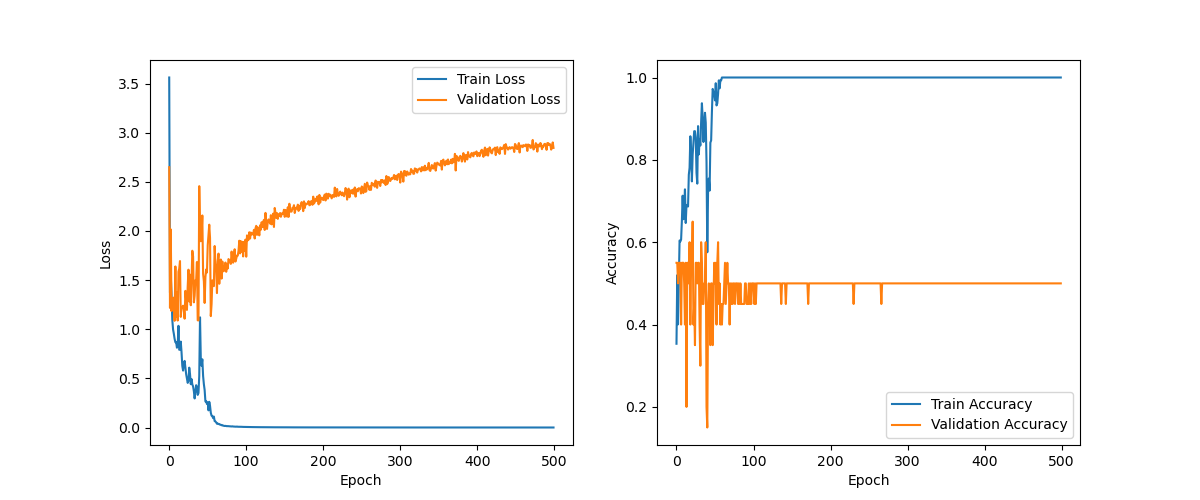 3.5
3.0
2.5
2.0
1.5
1.0
0.5
0.0
Loss
0 100 200 300 400 500
Epoch
Train Loss
Validation Loss
1.0
0.8
0.6
0.4
0.2
Accuracy
0 100 200 300 400 500
Epoch
Train Accuracy
Validation Accuracy